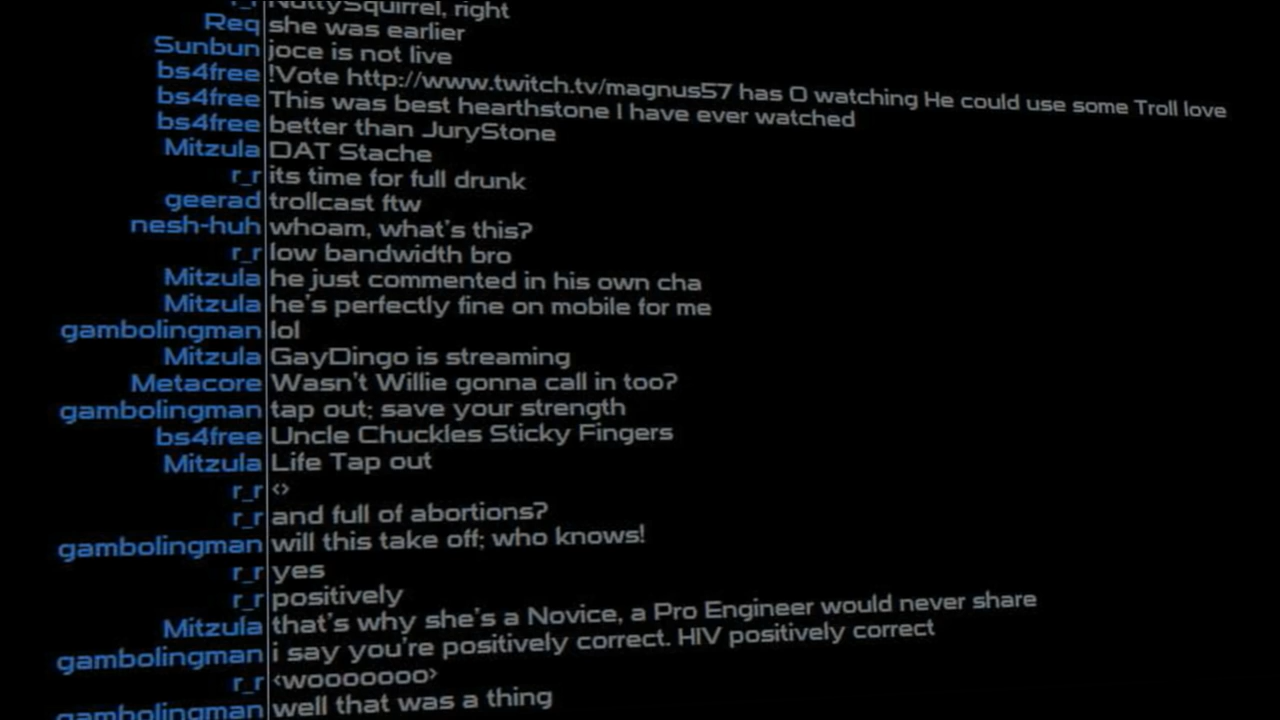 r_r NuttySquirrel, right
Req she was earlier
Sunbun joce is not live
bs4free !Vote http://www.twitch.tv/magnus57 has 0 watching He could use some Troll love
bs4free This was best hearthstone I have ever watched
bs4free better than JuryStone
Mitzula DAT Stache
r_r its time for full drunk
geerad trollcast ftw
nesh-huh whoam, what's this?
r_r low bandwidth bro
Mitzula he just commented in his own cha
Mitzula he's perfectly fine on mobile for me
gambolingman lol
Mitzula GayDingo is streaming
Metacore Wasn't Willie gonna call in too?
gambolingman tap out; save your strength
bs4free Uncle Chuckles Sticky Fingers
Mitzula Life Tap out
r_r <>
r_r and full of abortions?
gambolingman will this take off; who knows!
r_r yes
r_r positively
Mitzula that's why she's a Novice, a Pro Engineer would never share
gambolingman i say you're positively correct. HIV positively correct
r_r <wooooooo>
gambolingman well that was a thing